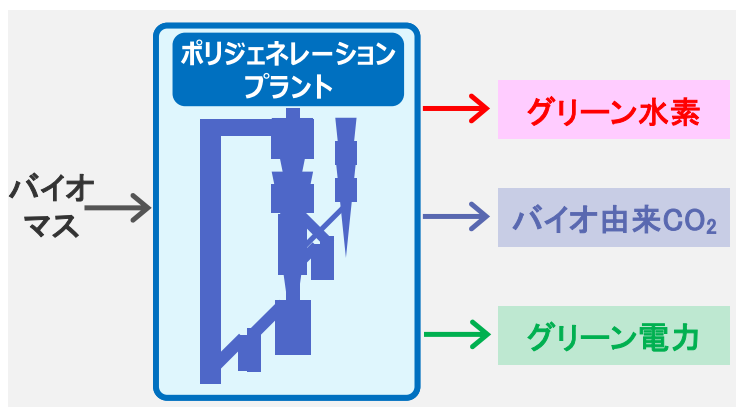 ポリジェネレーション
プラント
バイオ
マス
グリーン水素
バイオ由来CO₂
グリーン電力